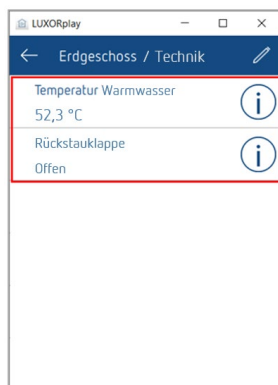 LUXORplay
Erdgeschoss / Technik
Temperatur Warmwasser
52,3 °C
Rückstauklappe
Offen